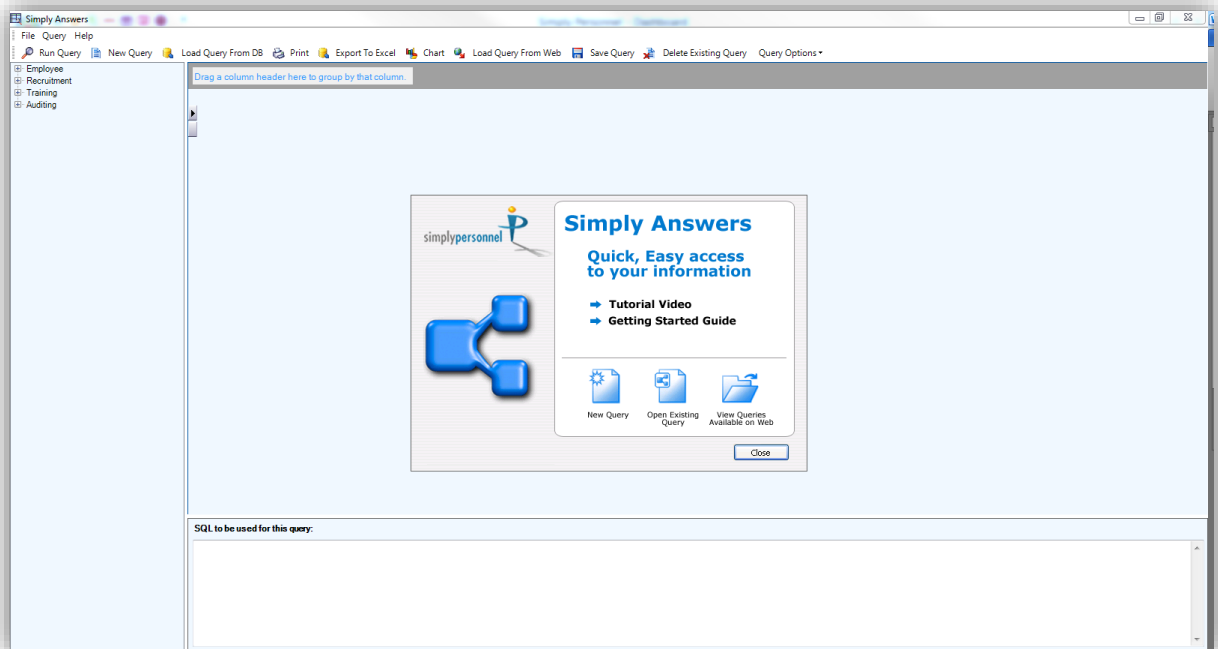 Simply Answers
Simply Personnel - Dashboard
File Query Help
Run Query New Query Load Query From DB Print Export To Excel Chart Load Query From Web Save Query Delete Existing Query Query Options
Employee
Recruitment
Training
Auditing
Drag a column header here to group by that column.
simplypersonnel
Simply Answers
Quick, Easy access
to your information
Tutorial Video
Getting Started Guide
New Query
Open Existing
Query
View Queries
Available on Web
Close
SQL to be used for this query: